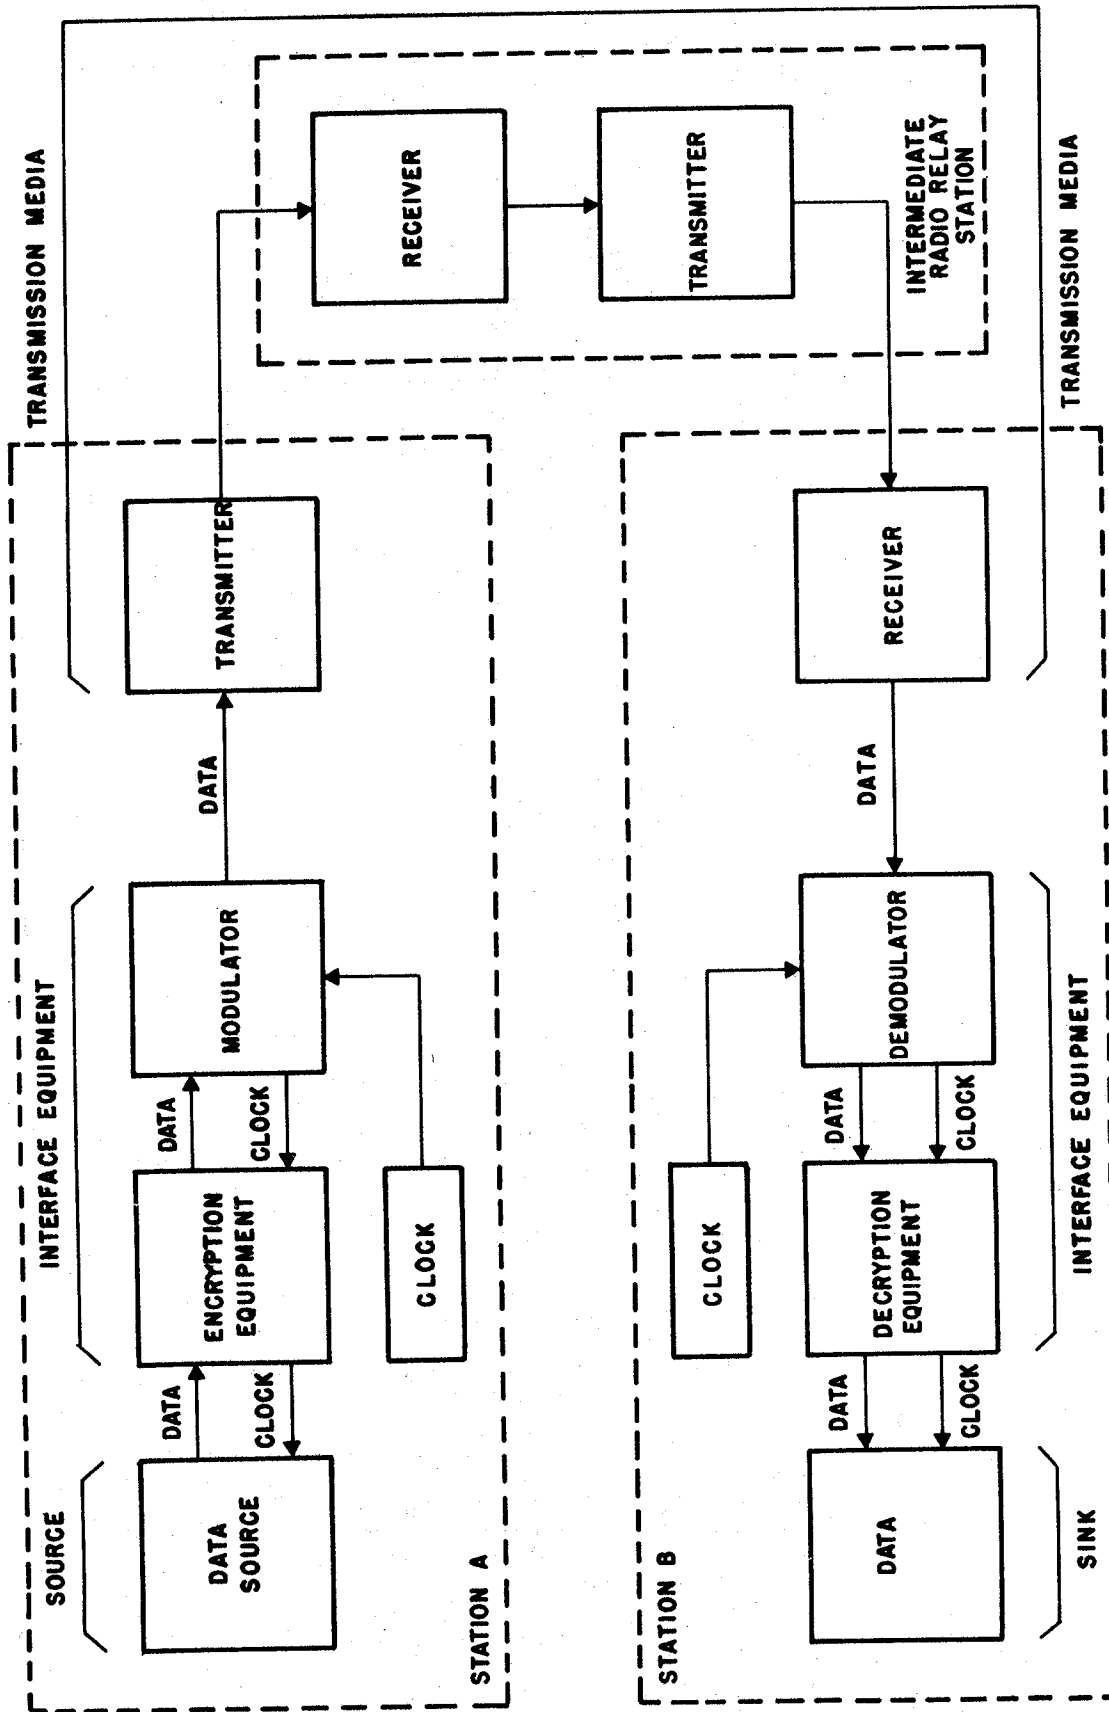 SOURCE
INTERFACE EQUIPMENT
TRANSMISSION MEDIA
DATA
SOURCE
DATA
CLOCK
ENCRYPTION
EQUIPMENT
DATA
CLOCK
MODULATOR
DATA
TRANSMITTER
CLOCK
STATION A
RECEIVER
TRANSMITTER
INTERMEDIATE
RADIO RELAY
STATION
STATION B
CLOCK
DATA
DATA
CLOCK
DECRYPTION
EQUIPMENT
DATA
CLOCK
DEMODULATOR
DATA
RECEIVER
SINK
INTERFACE EQUIPMENT
TRANSMISSION MEDIA